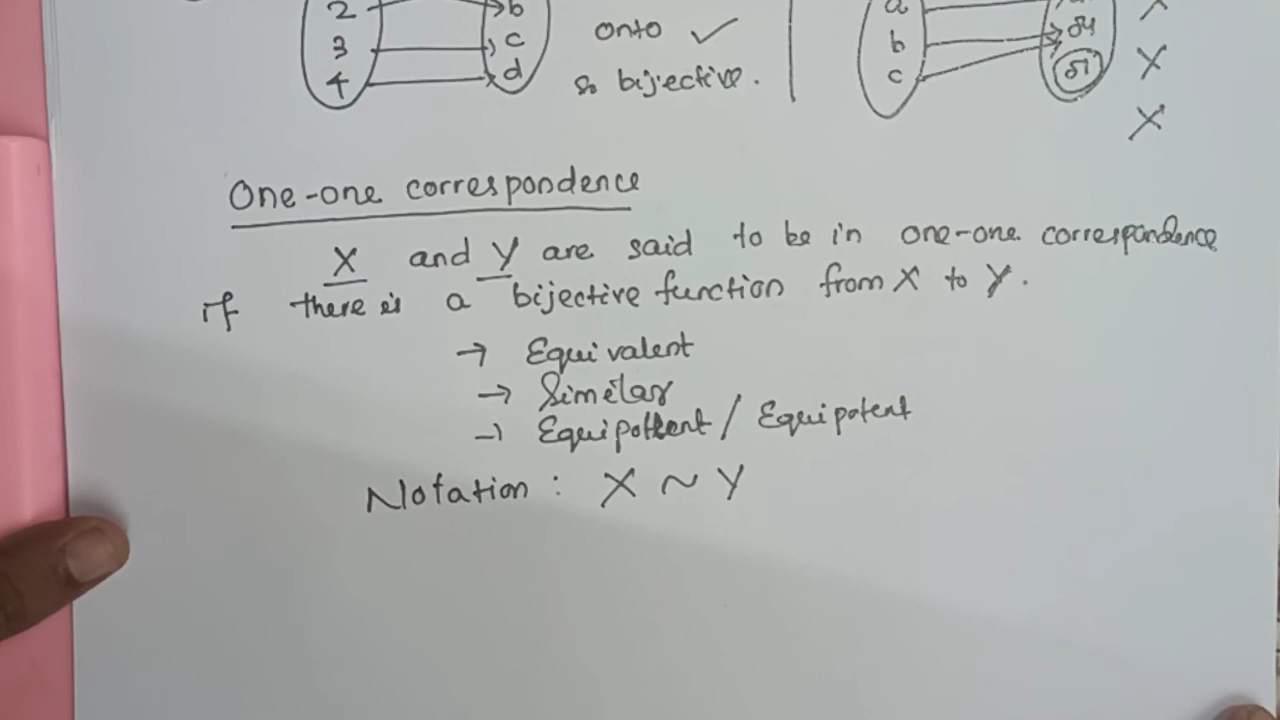 2 b
3 c
4 d
onto ✓
so bijective.
a
b
c
X
X
X
One-one correspondence
X and Y are said to be in one-one correspondence
if there is a bijective function from X to Y.
→ Equivalent
→ Similar
→ / Equipotent
Notation : X ~ Y